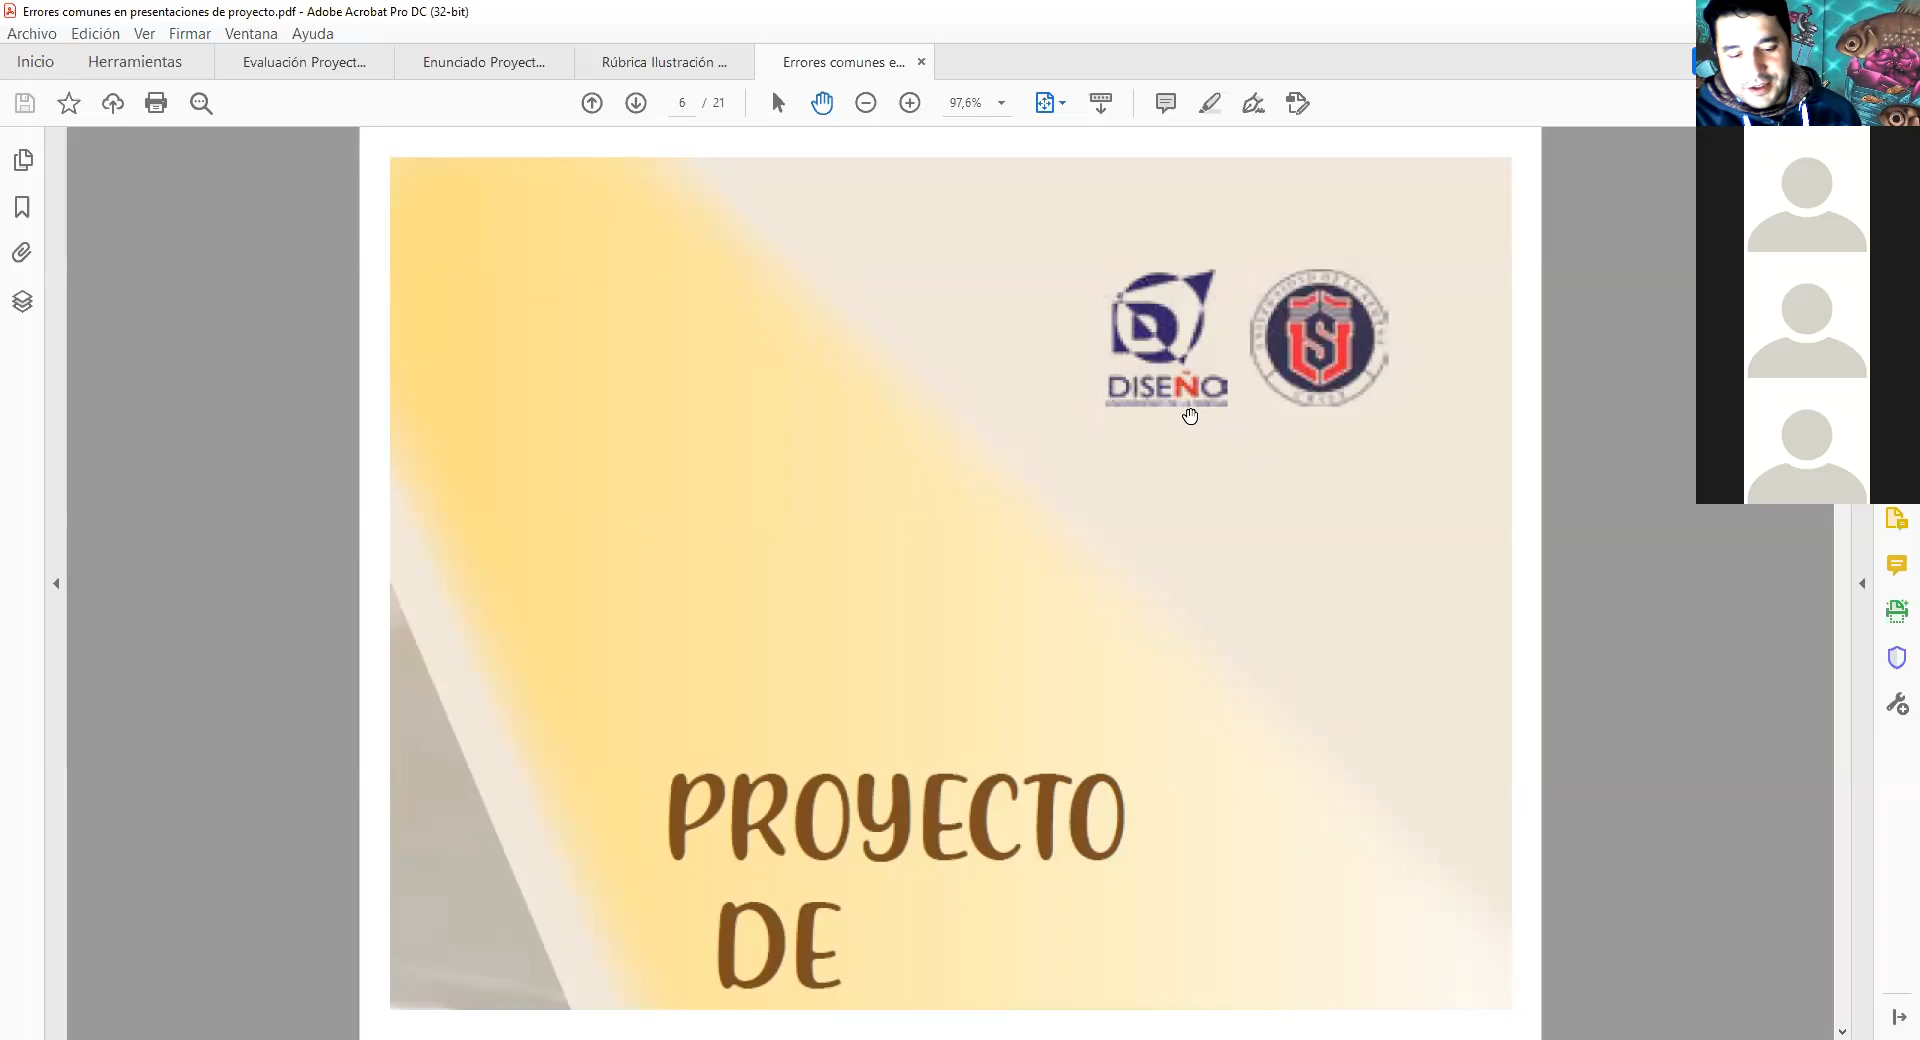 Errores comunes en presentaciones de proyecto.pdf - Adobe Acrobat Pro DC (32-bit)
Archivo Edición Ver Firmar Ventana Ayuda
Inicio Herramientas Evaluación Proyect... Enunciado Proyect... Rúbrica Ilustración ... Errores comunes e... ×
6 / 21 97,6%
DISEÑO
PROYECTO
DE